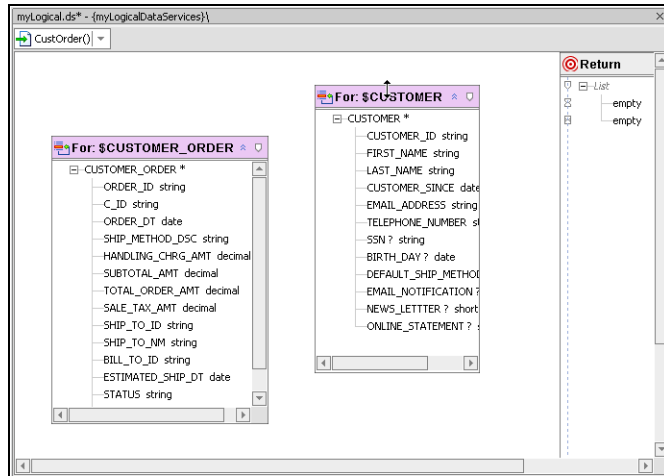 myLogical.ds* - {myLogicalDataServices}\
CustOrder()
For: $CUSTOMER_ORDER
CUSTOMER_ORDER *
ORDER_ID string
C_ID string
ORDER_DT date
SHIP_METHOD_DSC string
HANDLING_CHRG_AMT decimal
SUBTOTAL_AMT decimal
TOTAL_ORDER_AMT decimal
SALE_TAX_AMT decimal
SHIP_TO_ID string
SHIP_TO_NM string
BILL_TO_ID string
ESTIMATED_SHIP_DT date
STATUS string
For: $CUSTOMER
CUSTOMER *
CUSTOMER_ID string
FIRST_NAME string
LAST_NAME string
CUSTOMER_SINCE date
EMAIL_ADDRESS string
TELEPHONE_NUMBER
SSN ? string
BIRTH_DAY ? date
DEFAULT_SHIP_METHOD
EMAIL_NOTIFICATION ?
NEWS_LETTTER ? short
ONLINE_STATEMENT ?
Return
List
empty
empty